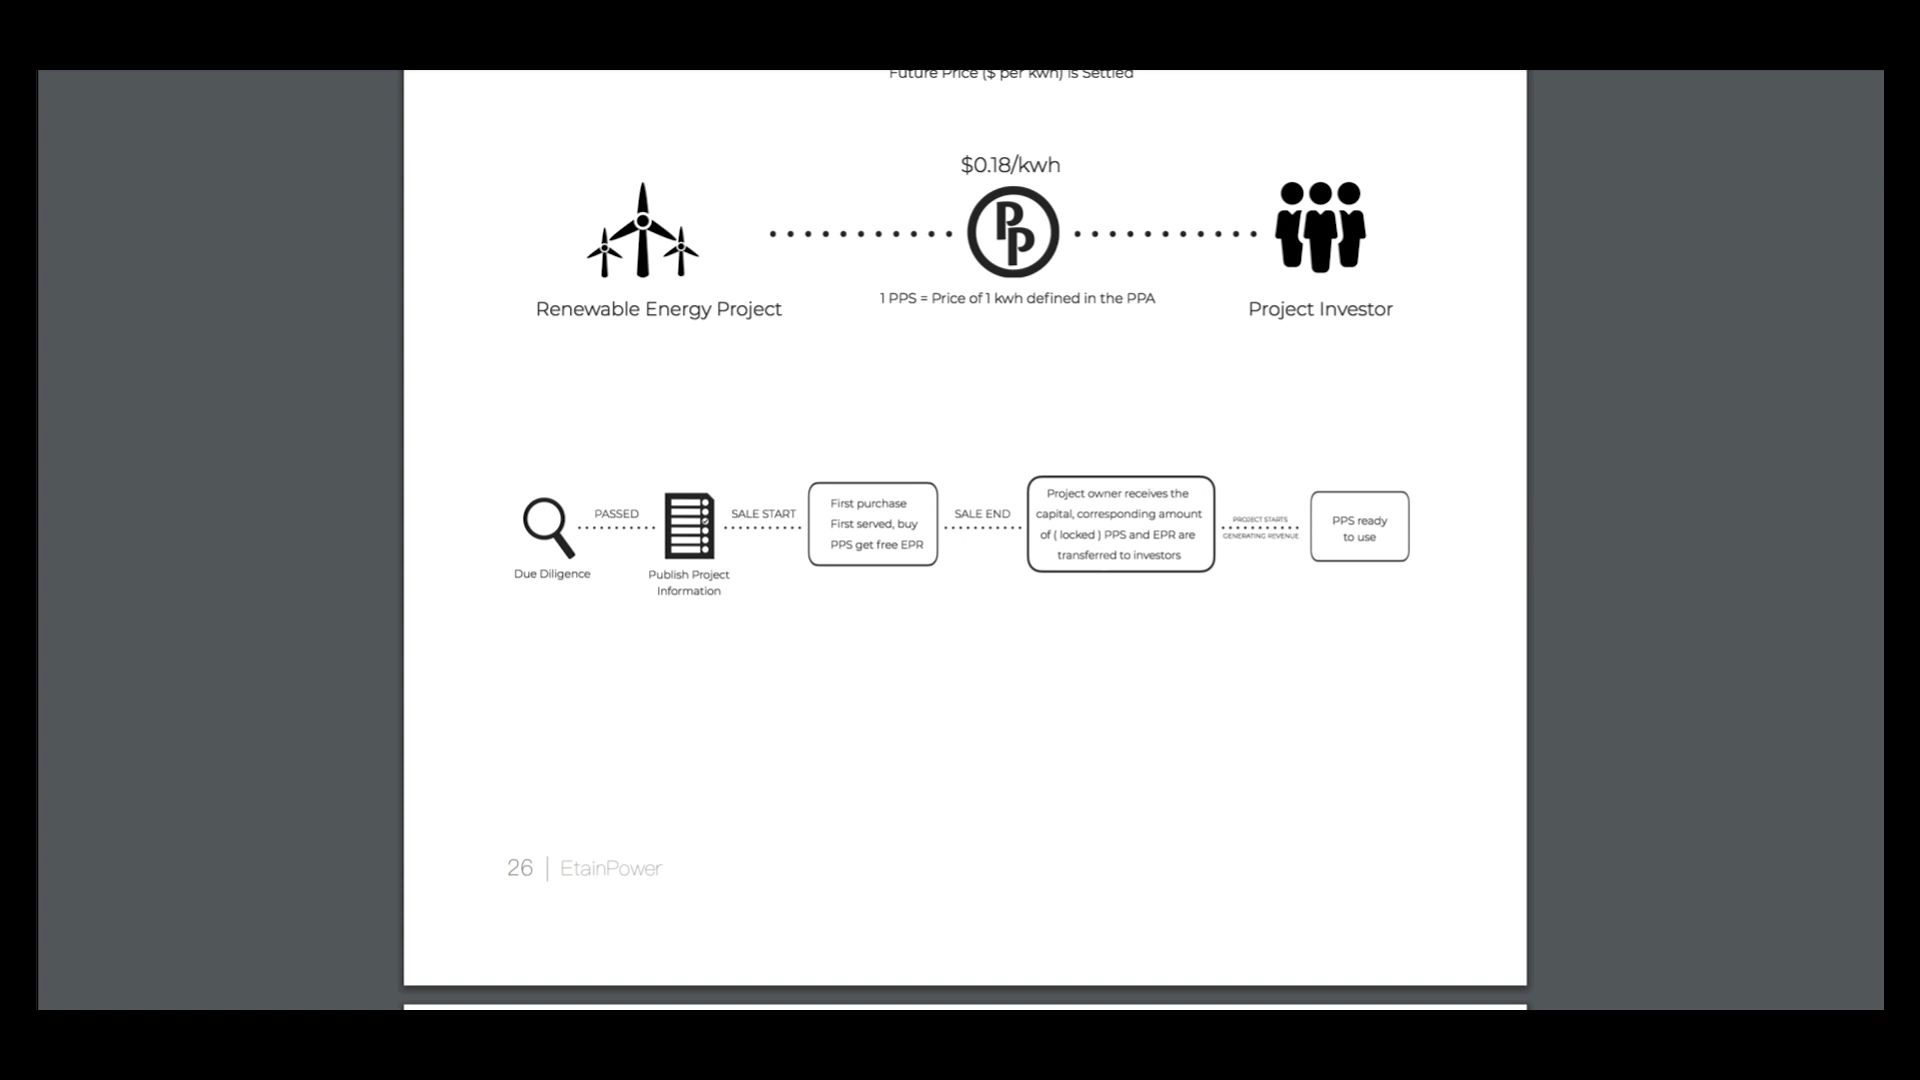 Future Price ($ per kwh) is Settled
$0.18/kwh
PP
1 PPS = Price of 1 kwh defined in the PPA
Renewable Energy Project
Project Investor
Due Diligence
PASSED
Publish Project
Information
SALE START
First purchase
First served, buy
PPS get free EPR
SALE END
Project owner receives the
capital, corresponding amount
of ( locked ) PPS and EPR are
transferred to investors
PROJECT STARTS
GENERATING REVENUE
PPS ready
to use
26 | EtainPower